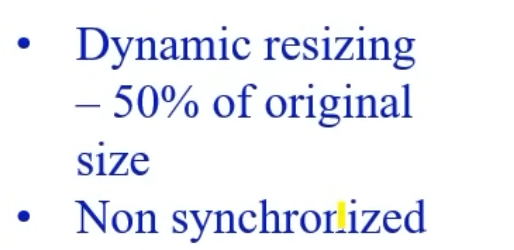 • Dynamic resizing
– 50% of original
size
• Non synchronized